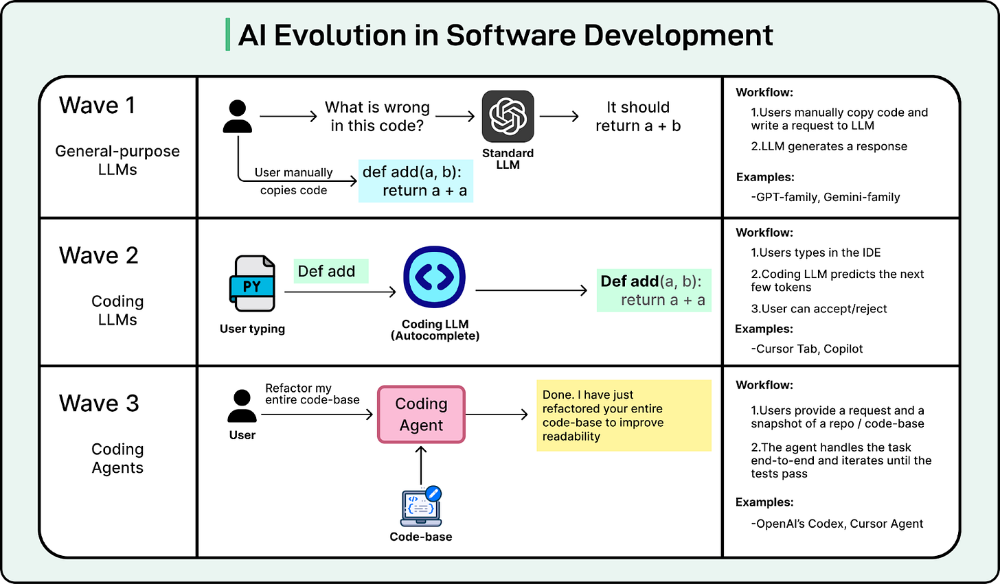 AI Evolution in Software Development
Wave 1
General-purpose
LLMs
What is wrong
in this code?
User manually
copies code
def add(a, b):
return a + a
Standard
LLM
It should
return a + b
Workflow:
1.Users manually copy code and
write a request to LLM
2.LLM generates a response
Examples:
-GPT-family, Gemini-family
Wave 2
Coding
LLMs
PY
User typing
Def add
Coding LLM
(Autocomplete)
Def add(a, b):
return a + a
Workflow:
1.Users types in the IDE
2.Coding LLM predicts the next
few tokens
3.User can accept/reject
Examples:
-Cursor Tab, Copilot
Wave 3
Coding
Agents
User
Refactor my
entire code-base
Coding
Agent
Code-base
Done. I have just
refactored your entire
code-base to improve
readability
Workflow:
1.Users provide a request and a
snapshot of a repo / code-base
2.The agent handles the task
end-to-end and iterates until the
tests pass
Examples:
-OpenAI’s Codex, Cursor Agent